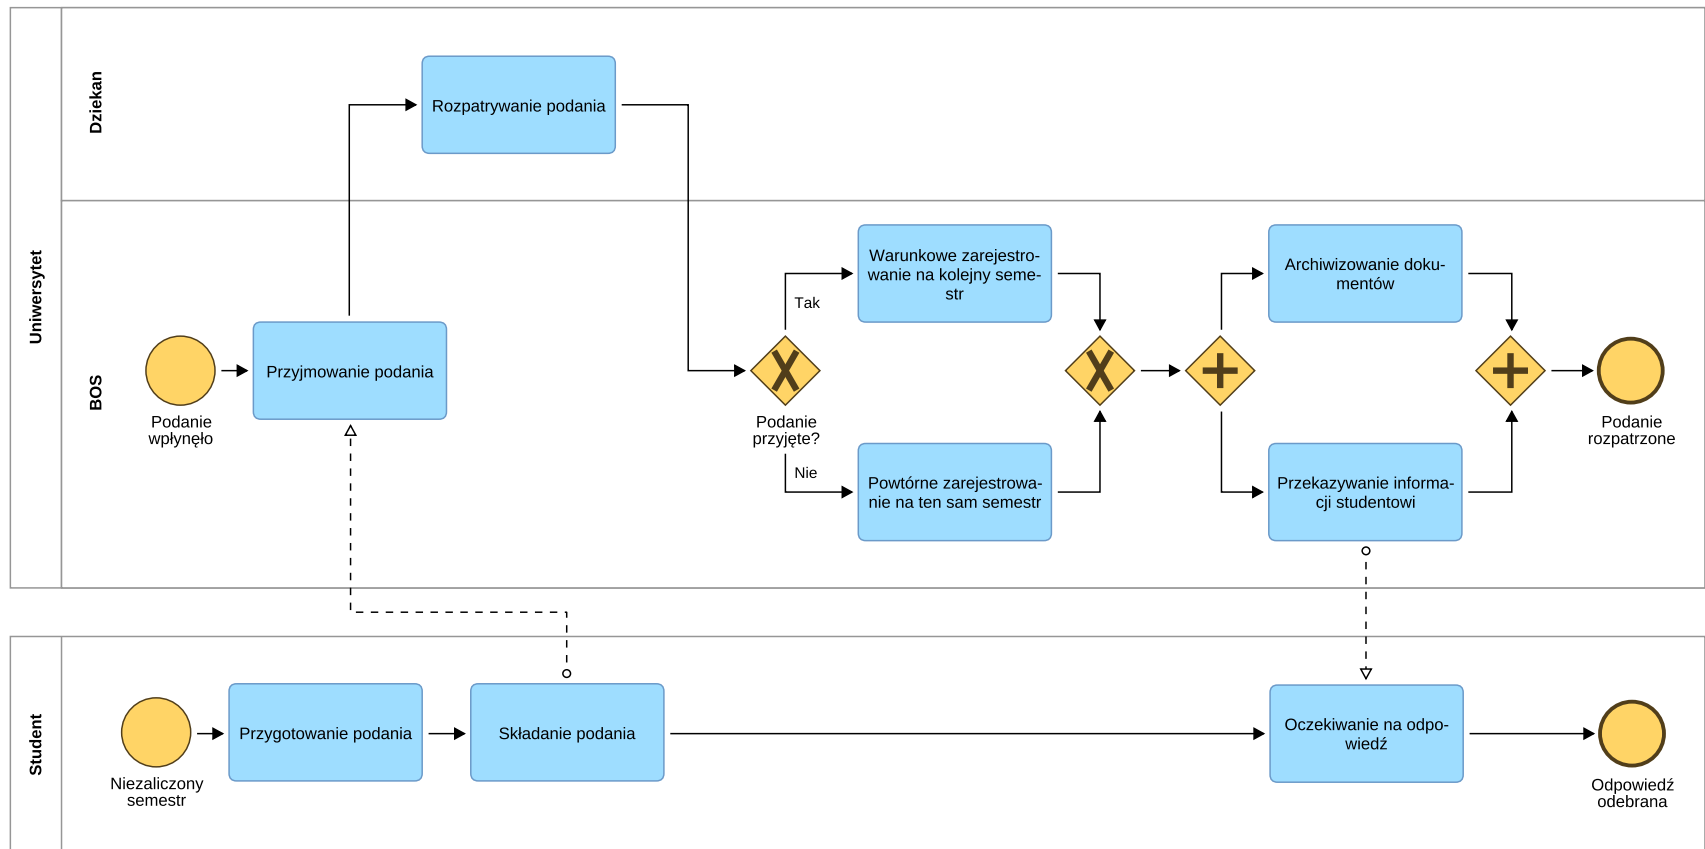 Uniwersytet
Dziekan
Rozpatrywanie podania
BOS
Podanie
wpłynęło
Przyjmowanie podania
Podanie
przyjęte?
Tak
Nie
Warunkowe zarejestro-
wanie na kolejny seme-
str
Powtórne zarejestrowa-
nie na ten sam semestr
Archiwizowanie doku-
mentów
Przekazywanie informa-
cji studentowi
Podanie
rozpatrzone
Student
Niezaliczony
semestr
Przygotowanie podania
Składanie podania
Oczekiwanie na odpo-
wiedź
Odpowiedź
odebrana